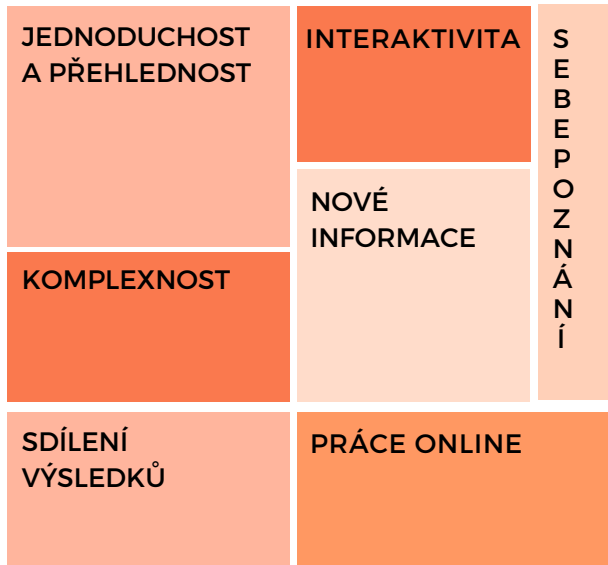 JEDNODUCHOST
A PŘEHLEDNOST
INTERAKTIVITA
SEBEPOZNÁNÍ
NOVÉ
INFORMACE
KOMPLEXNOST
SDÍLENÍ
VÝSLEDKŮ
PRÁCE ONLINE